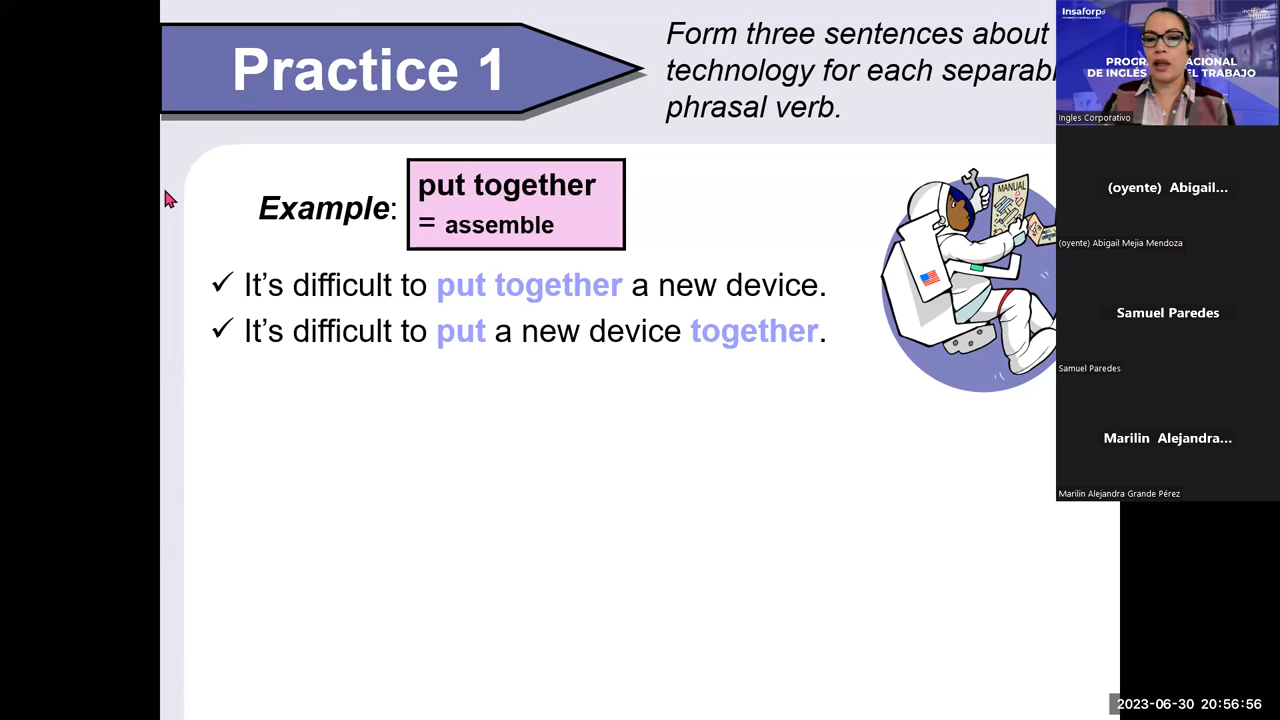 Practice 1
Form three sentences about
technology for each separab
phrasal verb.
Example:
put together
= assemble
✓ It’s difficult to put together a new device.
✓ It’s difficult to put a new device together.
MANUAL
Insaforp
PROGR ACIONAL
DE INGLÉS EL TRABAJO
Ingles Corporativo
(oyente) Abigail...
(oyente) Abigail Mejia Mendoza
Samuel Paredes
Samuel Paredes
Marilin Alejandra...
Marilin Alejandra Grande Pérez
2023-06-30 20:56:56